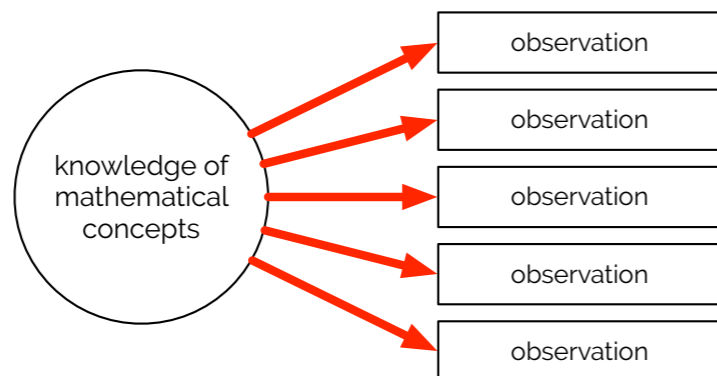 observation
observation
knowledge of
mathematical
concepts
observation
observation
observation